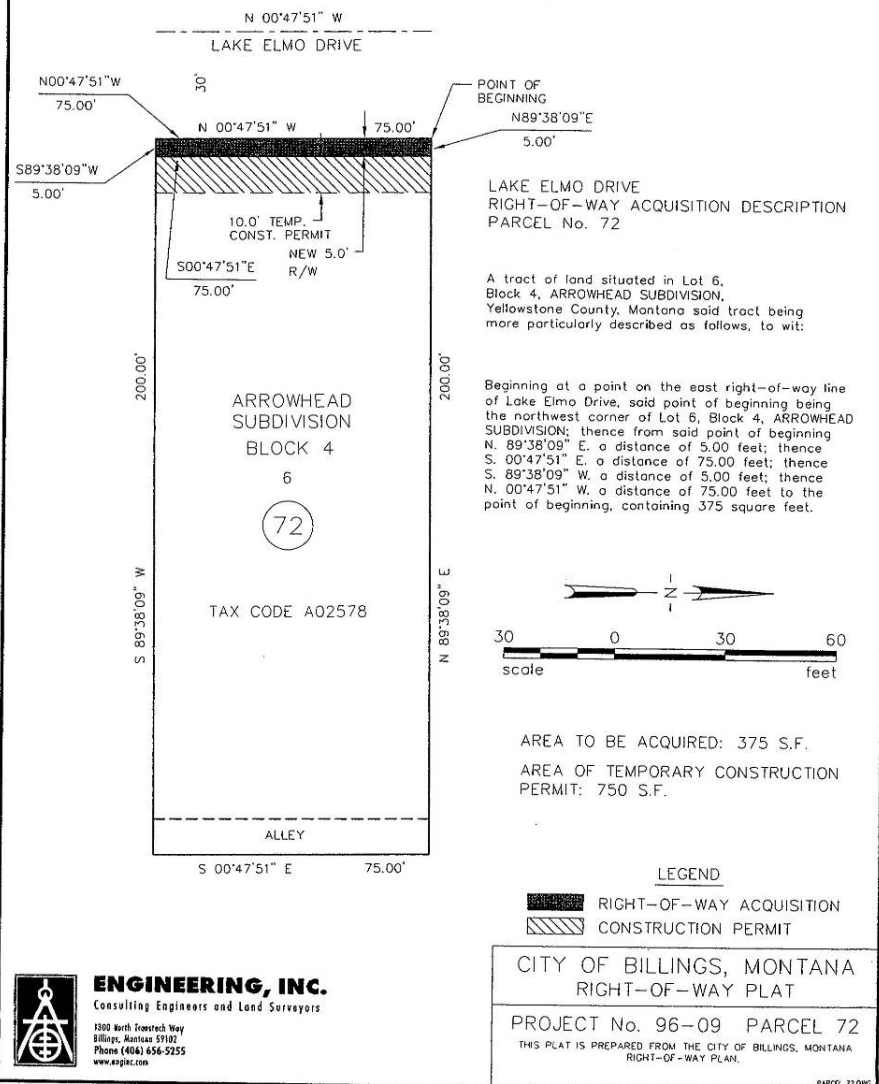 N 00°47'51" W
LAKE ELMO DRIVE
30'
N00°47'51"W
75.00'
POINT OF
BEGINNING
N 00°47'51" W 75.00'
N89°38'09"E
5.00'
S89°38'09"W
5.00'
10.0' TEMP.
CONST. PERMIT
NEW 5.0'
R/W
S00°47'51"E
75.00'
200.00'
200.00'
ARROWHEAD
SUBDIVISION
BLOCK 4
6
72
TAX CODE A02578
S 89°38'09" W
N 89°38'09" E
ALLEY
S 00°47'51" E 75.00'
LAKE ELMO DRIVE
RIGHT-OF-WAY ACQUISITION DESCRIPTION
PARCEL No. 72
A tract of land situated in Lot 6,
Block 4, ARROWHEAD SUBDIVISION,
Yellowstone County, Montana said tract being
more particularly described as follows, to wit:
Beginning at a point on the east right-of-way line
of Lake Elmo Drive, said point of beginning being
the northwest corner of Lot 6, Block 4, ARROWHEAD
SUBDIVISION; thence from said point of beginning
N. 89°38'09" E. a distance of 5.00 feet; thence
S. 00°47'51" E. a distance of 75.00 feet; thence
S. 89°38'09" W. a distance of 5.00 feet; thence
N. 00°47'51" W. a distance of 75.00 feet to the
point of beginning, containing 375 square feet.
N
30 0 30 60
scale feet
AREA TO BE ACQUIRED: 375 S.F.
AREA OF TEMPORARY CONSTRUCTION
PERMIT: 750 S.F.
LEGEND
RIGHT-OF-WAY ACQUISITION
CONSTRUCTION PERMIT
ENGINEERING, INC.
Consulting Engineers and Land Surveyors
1300 North Transtech Way
Billings, Montana 59102
Phone (406) 656-5255
www.enginc.com
CITY OF BILLINGS, MONTANA
RIGHT-OF-WAY PLAT
PROJECT No. 96-09 PARCEL 72
THIS PLAT IS PREPARED FROM THE CITY OF BILLINGS, MONTANA
RIGHT-OF-WAY PLAN.
PARCEL 72.DWG